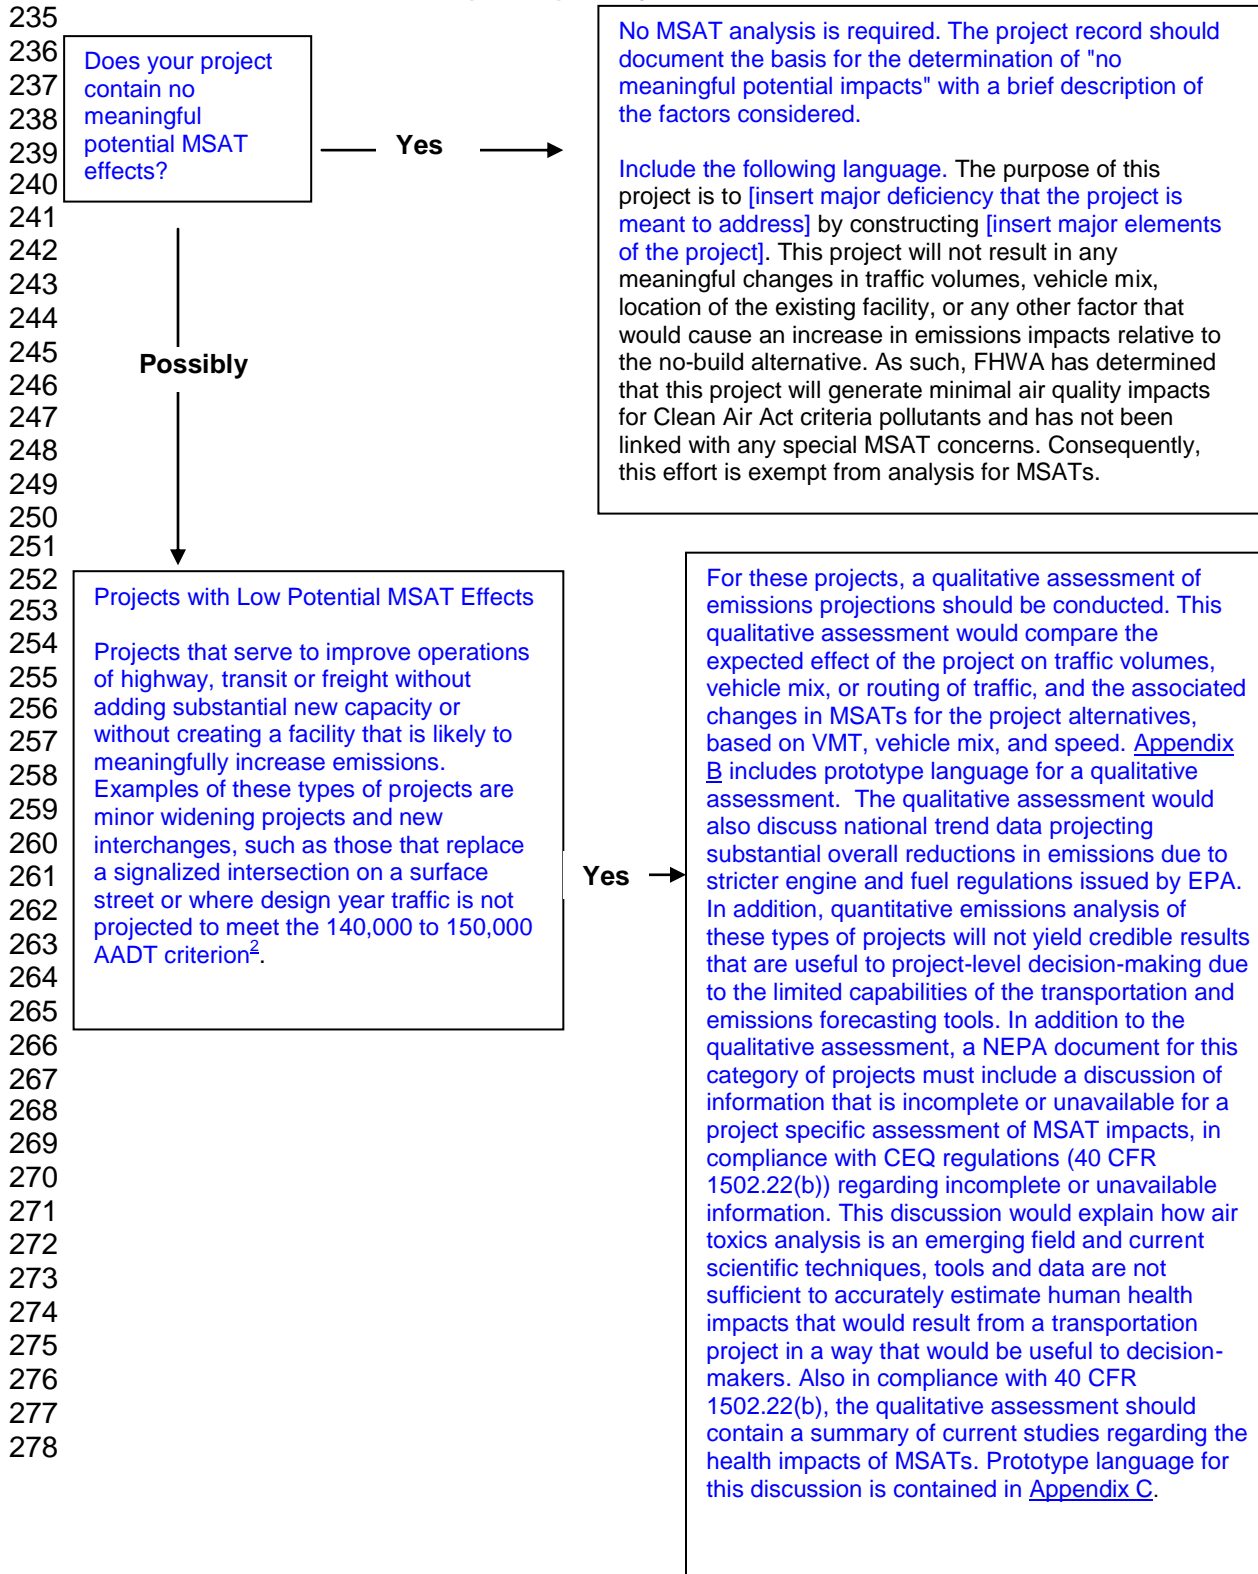 235
236
237
238
239
240
241
242
243
244
245
246
247
248
249
250
251
252
253
254
255
256
257
258
259
260
261
262
263
264
265
266
267
268
269
270
271
272
273
274
275
276
277
278
Does your project
contain no
meaningful
potential MSAT
effects?
Yes
No MSAT analysis is required. The project record should
document the basis for the determination of "no
meaningful potential impacts" with a brief description of
the factors considered.
Include the following language. The purpose of this
project is to [insert major deficiency that the project is
meant to address] by constructing [insert major elements
of the project]. This project will not result in any
meaningful changes in traffic volumes, vehicle mix,
location of the existing facility, or any other factor that
would cause an increase in emissions impacts relative to
the no-build alternative. As such, FHWA has determined
that this project will generate minimal air quality impacts
for Clean Air Act criteria pollutants and has not been
linked with any special MSAT concerns. Consequently,
this effort is exempt from analysis for MSATs.
Possibly
Projects with Low Potential MSAT Effects
Projects that serve to improve operations
of highway, transit or freight without
adding substantial new capacity or
without creating a facility that is likely to
meaningfully increase emissions.
Examples of these types of projects are
minor widening projects and new
interchanges, such as those that replace
a signalized intersection on a surface
street or where design year traffic is not
projected to meet the 140,000 to 150,000
AADT criterion2.
Yes
For these projects, a qualitative assessment of
emissions projections should be conducted. This
qualitative assessment would compare the
expected effect of the project on traffic volumes,
vehicle mix, or routing of traffic, and the associated
changes in MSATs for the project alternatives,
based on VMT, vehicle mix, and speed. Appendix
B includes prototype language for a qualitative
assessment. The qualitative assessment would
also discuss national trend data projecting
substantial overall reductions in emissions due to
stricter engine and fuel regulations issued by EPA.
In addition, quantitative emissions analysis of
these types of projects will not yield credible results
that are useful to project-level decision-making due
to the limited capabilities of the transportation and
emissions forecasting tools. In addition to the
qualitative assessment, a NEPA document for this
category of projects must include a discussion of
information that is incomplete or unavailable for a
project specific assessment of MSAT impacts, in
compliance with CEQ regulations (40 CFR
1502.22(b)) regarding incomplete or unavailable
information. This discussion would explain how air
toxics analysis is an emerging field and current
scientific techniques, tools and data are not
sufficient to accurately estimate human health
impacts that would result from a transportation
project in a way that would be useful to decision-
makers. Also in compliance with 40 CFR
1502.22(b), the qualitative assessment should
contain a summary of current studies regarding the
health impacts of MSATs. Prototype language for
this discussion is contained in Appendix C.